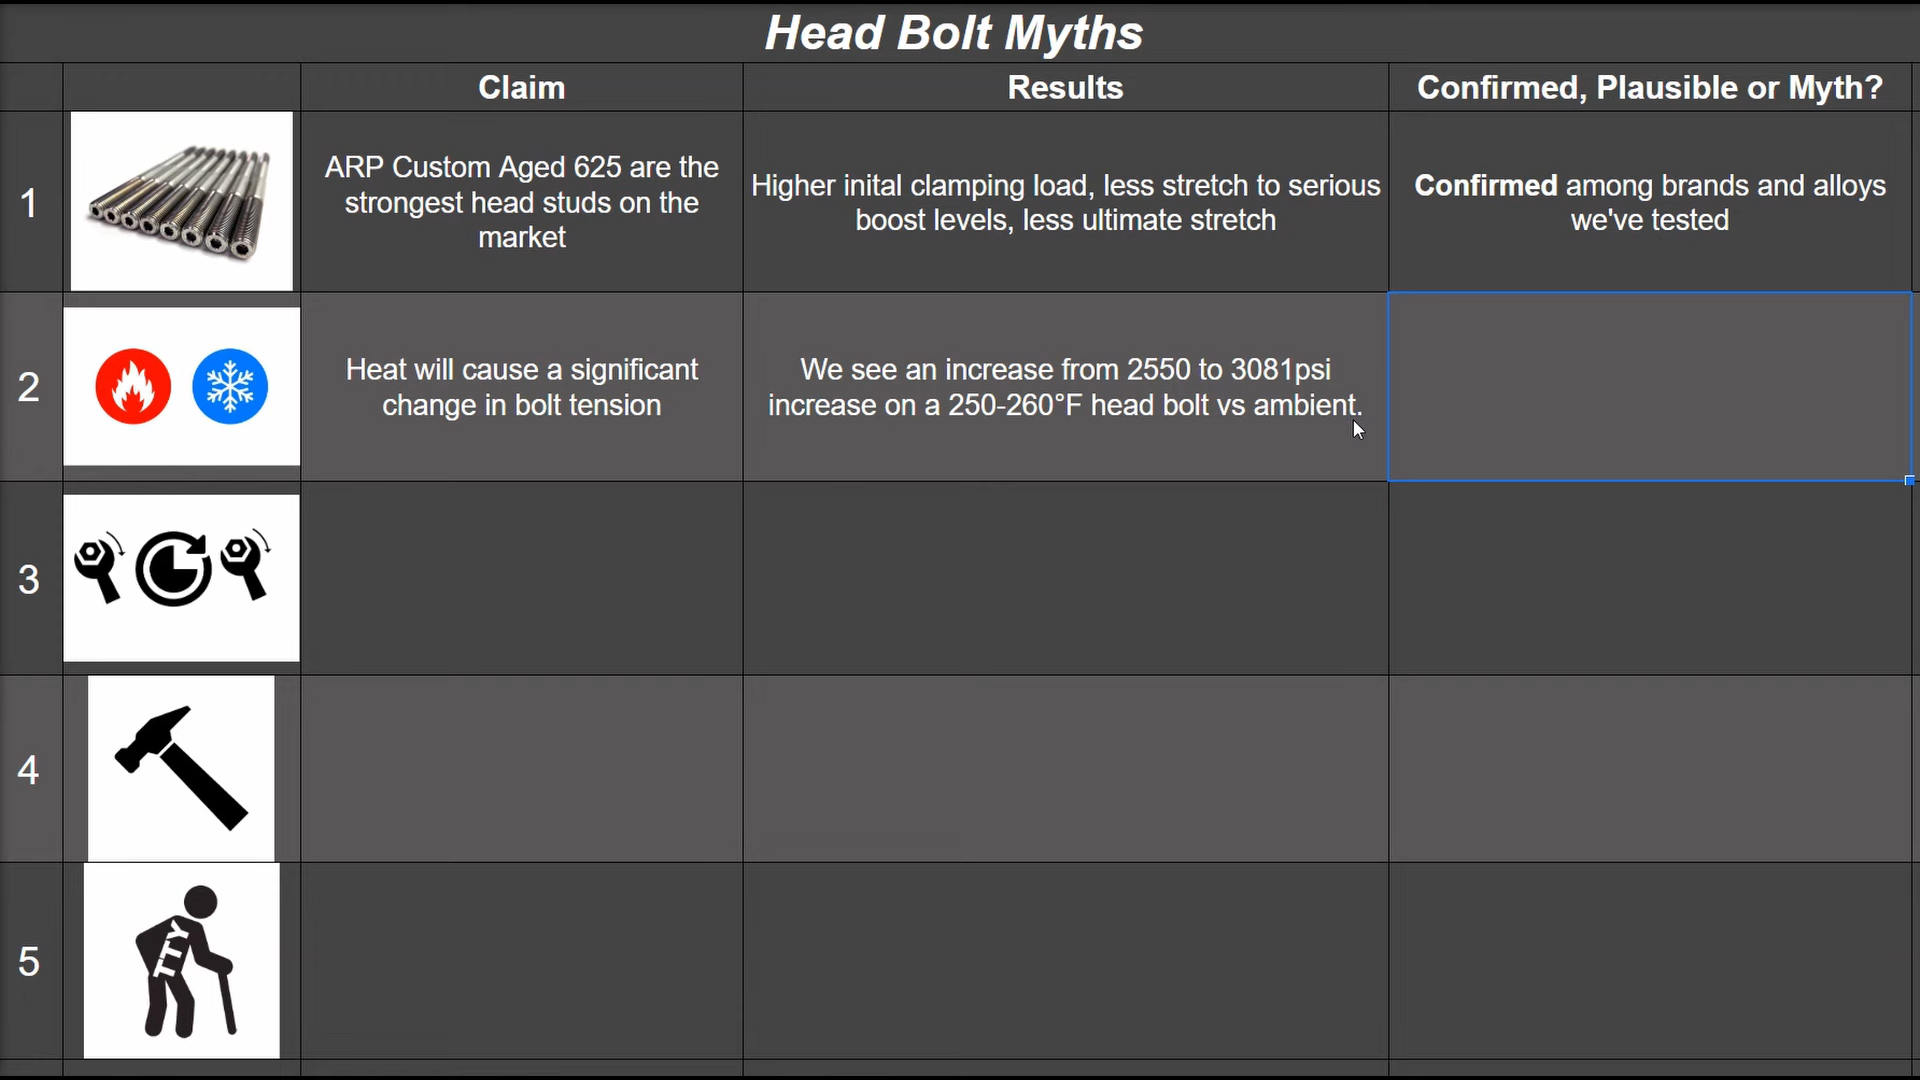 Head Bolt Myths
Claim
Results
Confirmed, Plausible or Myth?
1
ARP Custom Aged 625 are the
strongest head studs on the
market
Higher inital clamping load, less stretch to serious
boost levels, less ultimate stretch
Confirmed among brands and alloys
we've tested
2
Heat will cause a significant
change in bolt tension
We see an increase from 2550 to 3081psi
increase on a 250-260°F head bolt vs ambient.
3
4
5
TTY